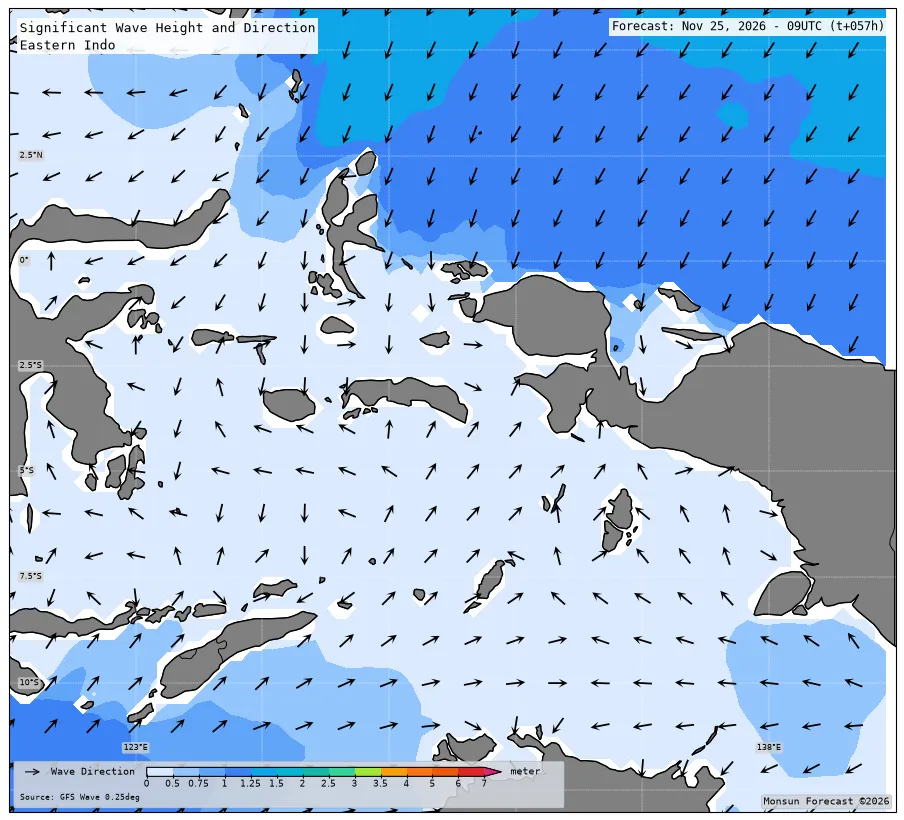 Significant Wave Height and Direction
Eastern Indo
Forecast: Nov 25, 2026 - 09UTC (t+057h)
2.5°N
0°
2.5°S
5°S
7.5°S
10°S
123°E
138°E
Wave Direction
meter
0 0.5 0.75 1 1.25 1.5 2 2.5 3 3.5 4 5 6 7
Source: GFS Wave 0.25deg
Monsun Forecast ©2026